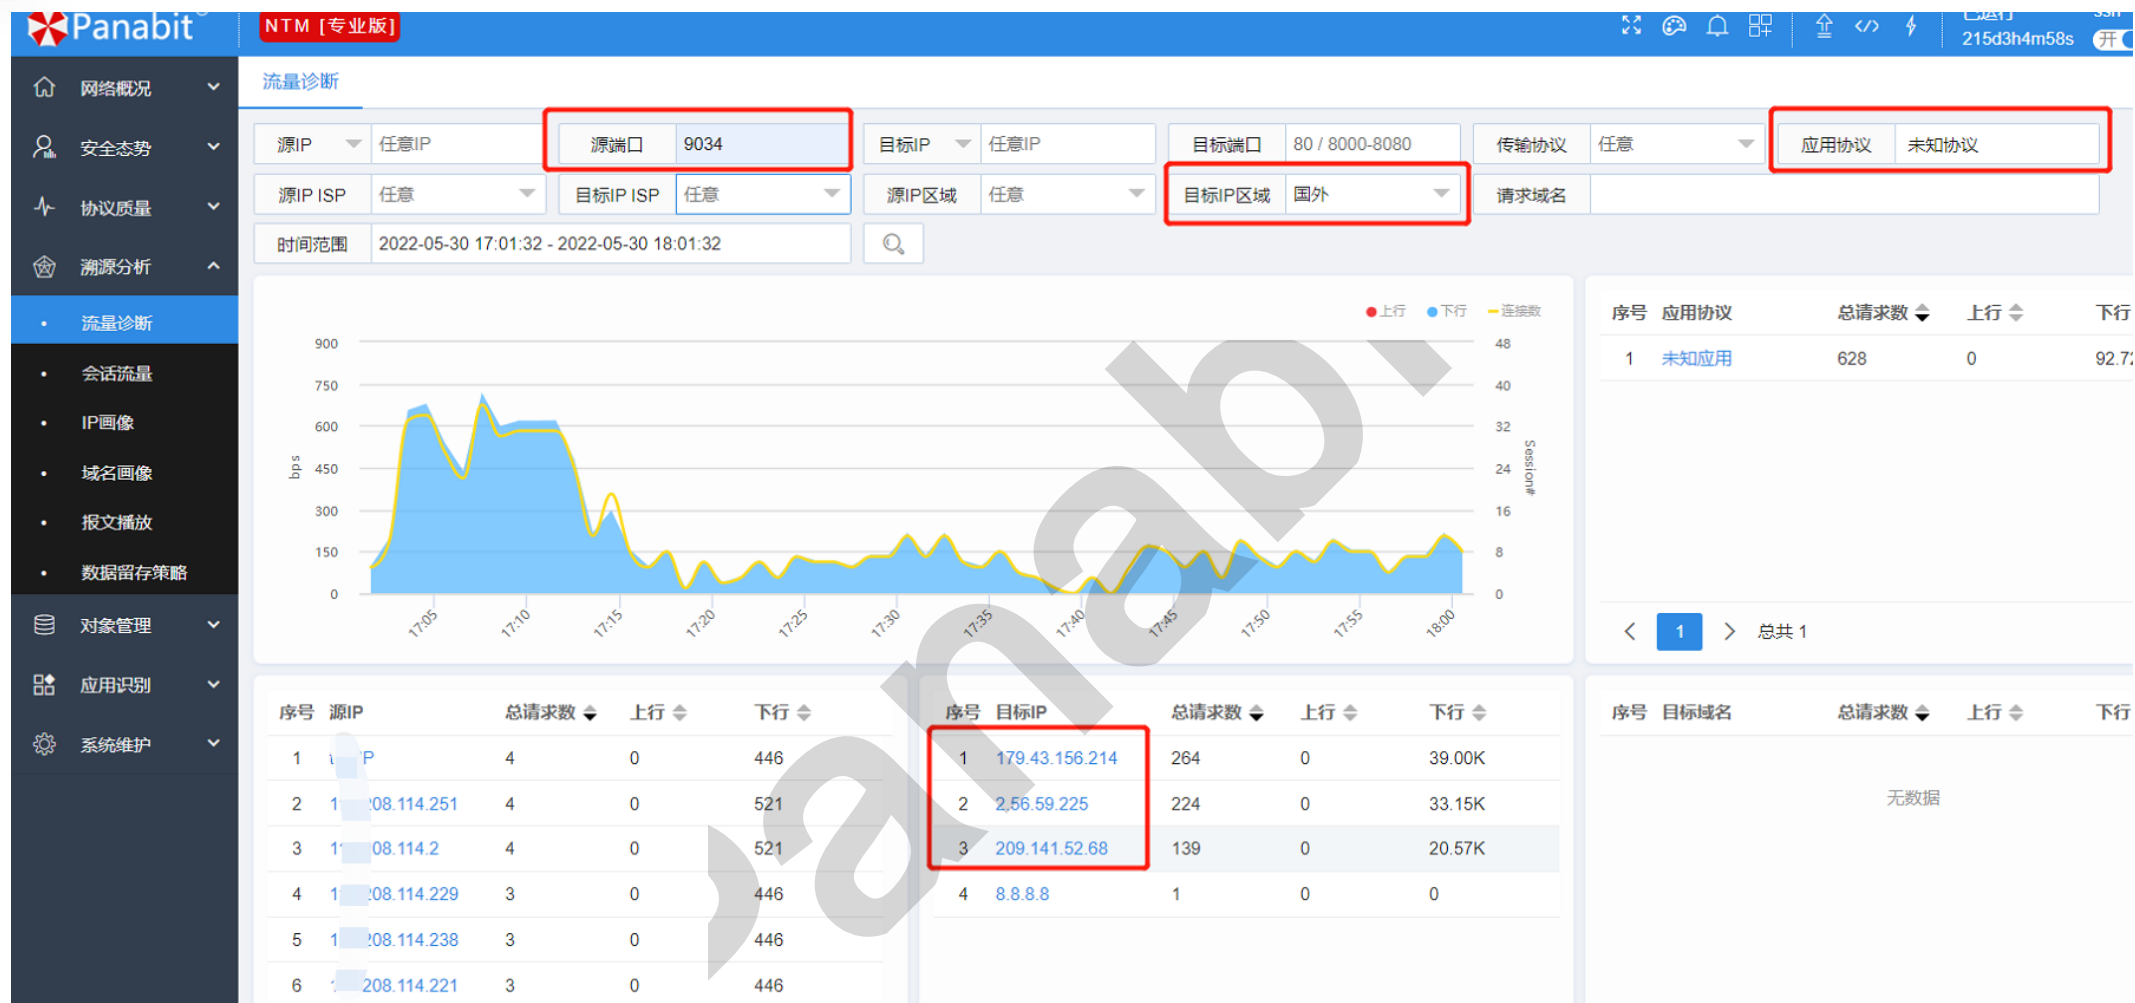 Panabit
NTM [专业版]
215d3h4m58s
开
网络概况
安全态势
协议质量
溯源分析
流量诊断
会话流量
IP画像
域名画像
报文播放
数据留存策略
对象管理
应用识别
系统维护
流量诊断
源IP 任意IP 源端口 9034 目标IP 任意IP 目标端口 80 / 8000-8080 传输协议 任意 应用协议 未知协议
源IP ISP 任意 目标IP ISP 任意 源IP区域 任意 目标IP区域 国外 请求域名
时间范围 2022-05-30 17:01:32 - 2022-05-30 18:01:32
上行 下行 连接数
900 48
750 40
600 32
450 24
300 16
150 8
0 0
bps
Session#
17:05 17:10 17:15 17:20 17:25 17:30 17:35 17:40 17:45 17:50 17:55 18:00
序号 应用协议 总请求数 上行 下行
1 未知应用 628 0 92.72
1 总共 1
序号 源IP 总请求数 上行 下行
1 P 4 0 446
2 208.114.251 4 0 521
3 08.114.2 4 0 521
4 208.114.229 3 0 446
5 208.114.238 3 0 446
6 208.114.221 3 0 446
序号 目标IP 总请求数 上行 下行
1 179.43.156.214 264 0 39.00K
2 2.56.59.225 224 0 33.15K
3 209.141.52.68 139 0 20.57K
4 8.8.8.8 1 0 0
序号 目标域名 总请求数 上行 下行
无数据
Panabit